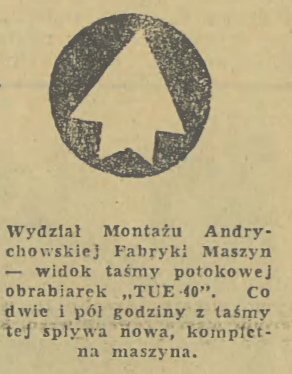 Wydział Montażu Andry-
chowskiej Fabryki Maszyn
— widok taśmy potokowej
obrabiarek „TUE-40”. Co
dwie i pół godziny z taśmy
tej spływa nowa, komplet-
na maszyna.